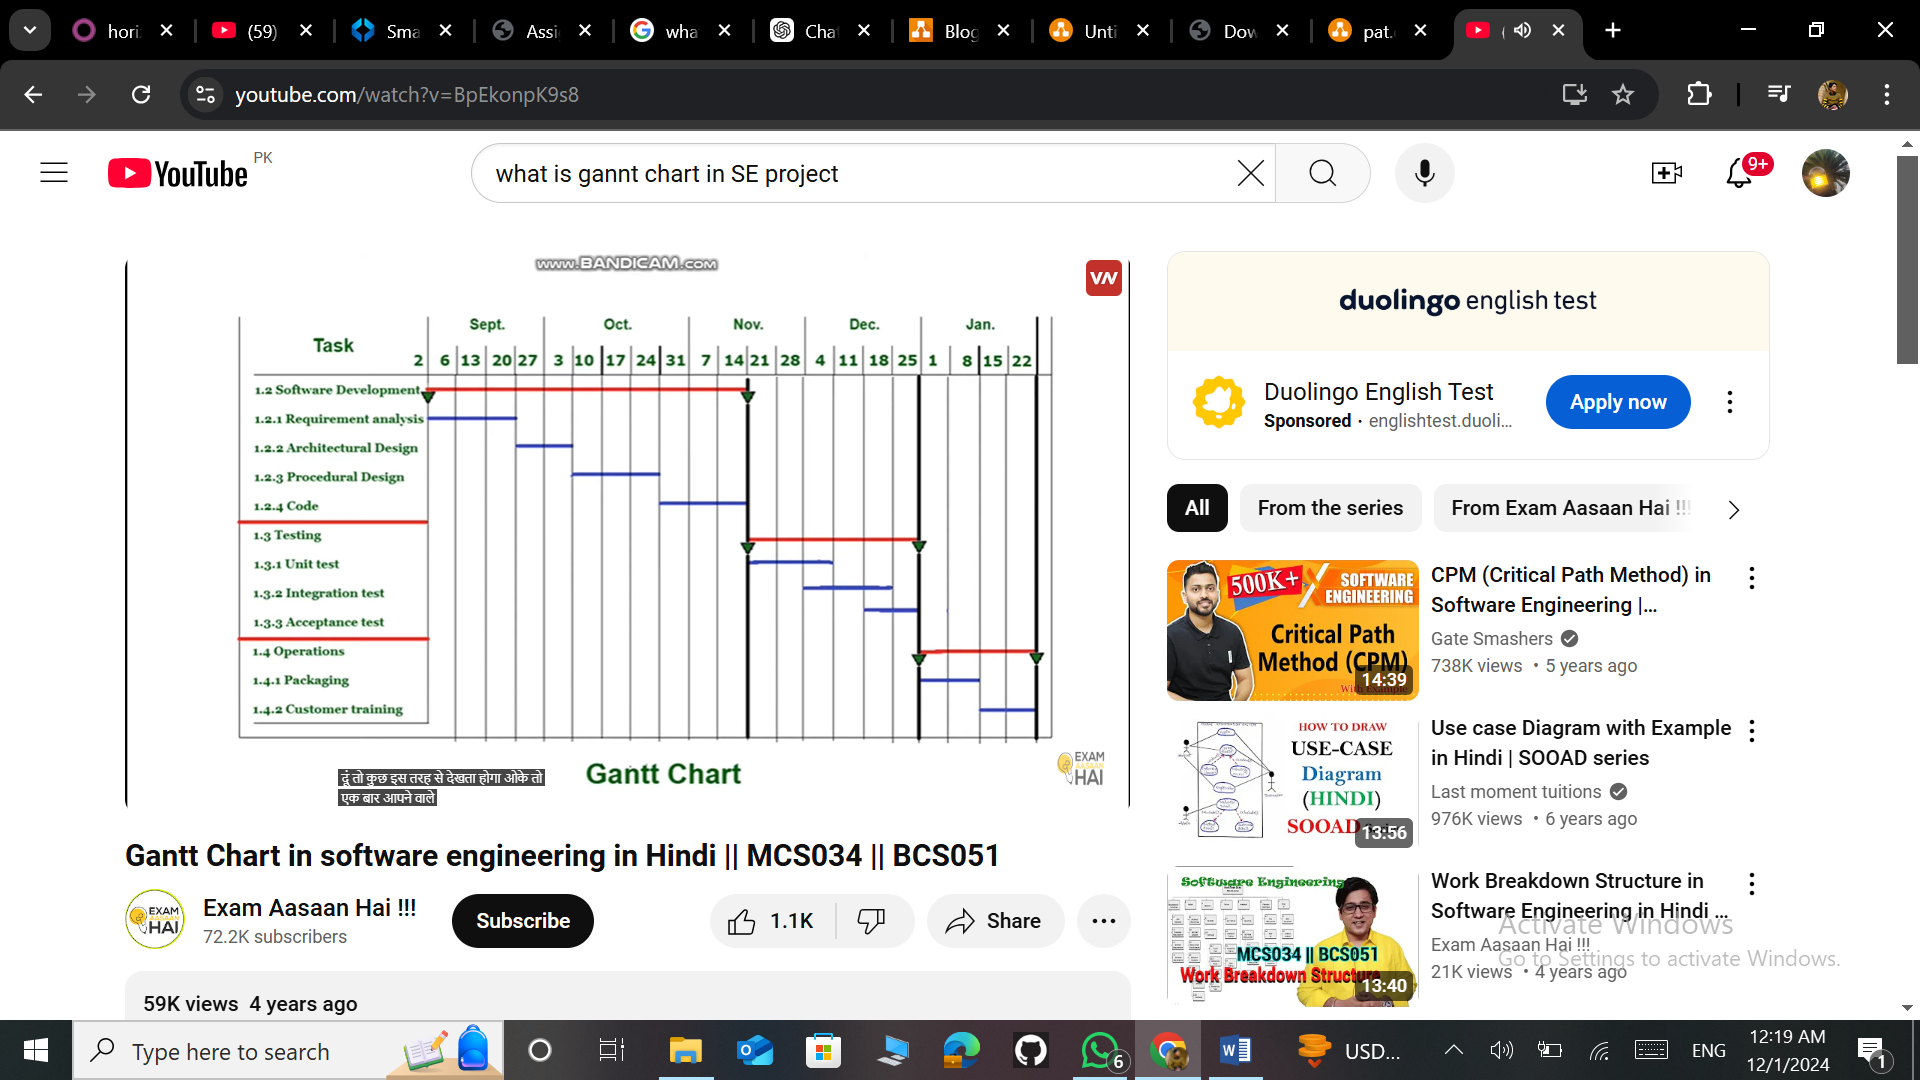 hori
(59)
Sma
Assi
wha
Cha
Blog
Unti
Dow
pat.
youtube.com/watch?v=BpEkonpK9s8
YouTube PK
what is gannt chart in SE project
9+
www.BANDICAM.com
VN
Task
Sept. Oct. Nov. Dec. Jan.
2 6 13 20 27 3 10 17 24 31 7 14 21 28 4 11 18 25 1 8 15 22
1.2 Software Development
1.2.1 Requirement analysis
1.2.2 Architectural Design
1.2.3 Procedural Design
1.2.4 Code
1.3 Testing
1.3.1 Unit test
1.3.2 Integration test
1.3.3 Acceptance test
1.4 Operations
1.4.1 Packaging
1.4.2 Customer training
Gantt Chart
दूं तो कुछ इस तरह से देखता होगा ओके तो
एक बार आपने वाले
EXAM
AASAAN
HAI
Gantt Chart in software engineering in Hindi || MCS034 || BCS051
EXAM
AASAAN
HAI
Exam Aasaan Hai !!!
72.2K subscribers
Subscribe
1.1K
Share
59K views 4 years ago
duolingo english test
Duolingo English Test
Sponsored · englishtest.duoli...
Apply now
All
From the series
From Exam Aasaan Hai !!!
500K+
SOFTWARE
ENGINEERING
Critical Path
Method (CPM)
With Example
14:39
CPM (Critical Path Method) in
Software Engineering |...
Gate Smashers
738K views • 5 years ago
HOW TO DRAW
USE-CASE
Diagram
(HINDI)
SOOAD
13:56
Use case Diagram with Example
in Hindi | SOOAD series
Last moment tuitions
976K views • 6 years ago
Software Engineering
MCS034 || BCS051
Work Breakdown Structure
13:40
Work Breakdown Structure in
Software Engineering in Hindi ...
Exam Aasaan Hai !!!
21K views • 4 years ago
Activate Windows
Go to Settings to activate Windows.
Type here to search
6
USD...
ENG
12:19 AM
12/1/2024
1